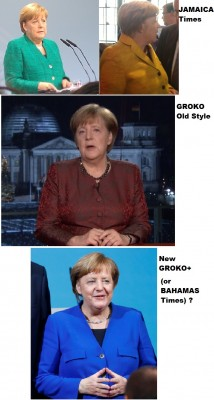 JAMAICA
Times
GROKO
Old Style
New
GROKO+
(or
BAHAMAS
Times) ?